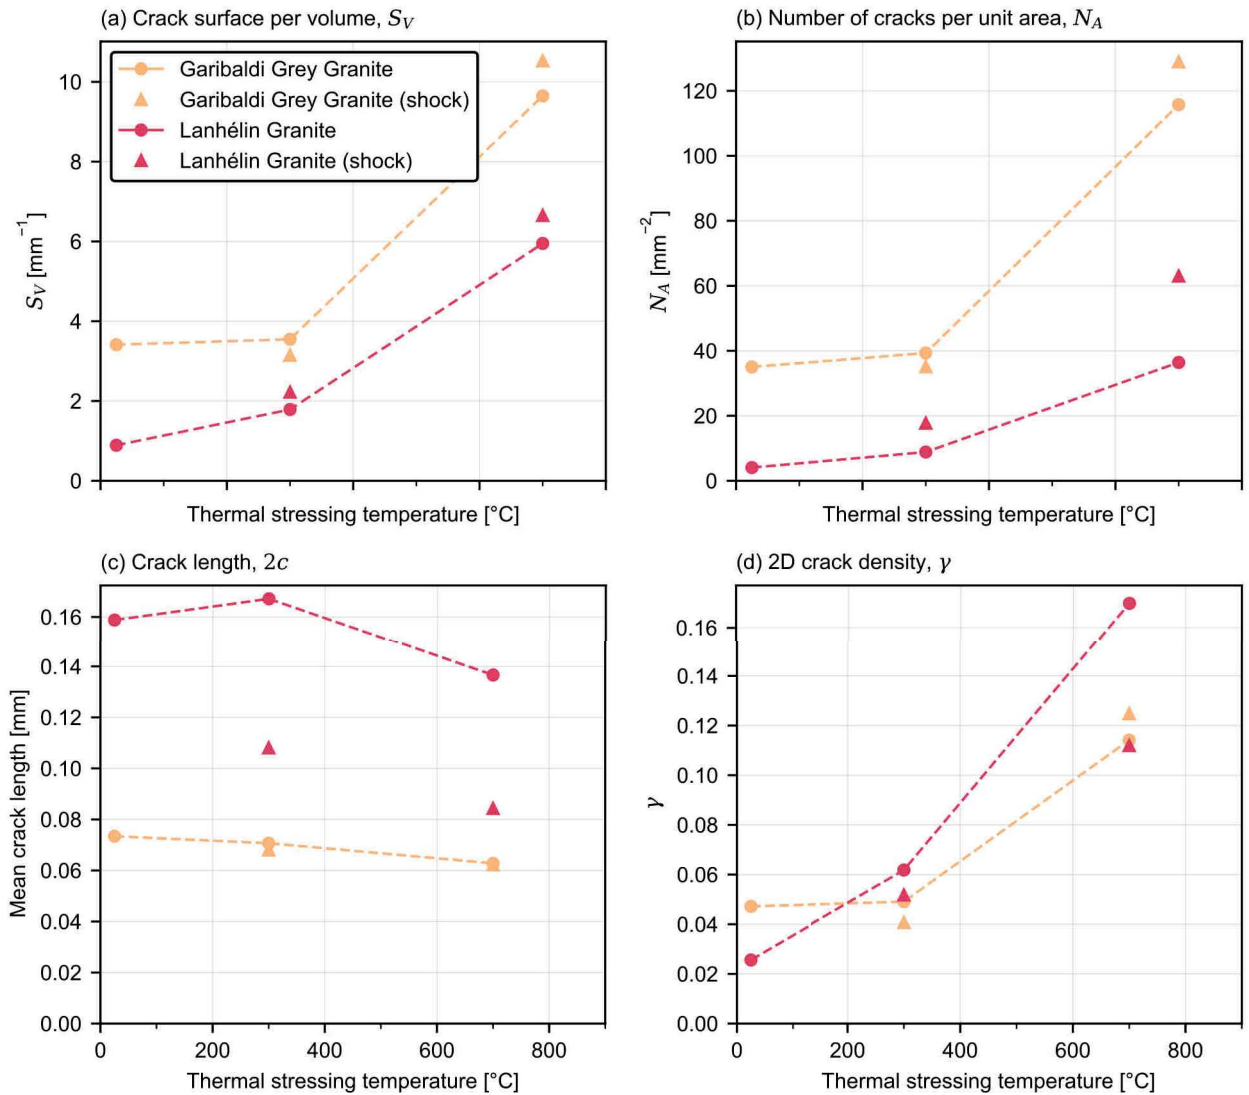 (a) Crack surface per volume, S_V
(b) Number of cracks per unit area, N_A
Garibaldi Grey Granite
Garibaldi Grey Granite (shock)
Lanhélin Granite
Lanhélin Granite (shock)
10
8
6
4
2
0
S_V [mm⁻¹]
Thermal stressing temperature [°C]
120
100
80
60
40
20
0
N_A [mm⁻²]
Thermal stressing temperature [°C]
(c) Crack length, 2c
(d) 2D crack density, γ
0.16
0.14
0.12
0.10
0.08
0.06
0.04
0.02
0.00
Mean crack length [mm]
0 200 400 600 800
Thermal stressing temperature [°C]
0.16
0.14
0.12
0.10
0.08
0.06
0.04
0.02
0.00
γ
0 200 400 600 800
Thermal stressing temperature [°C]